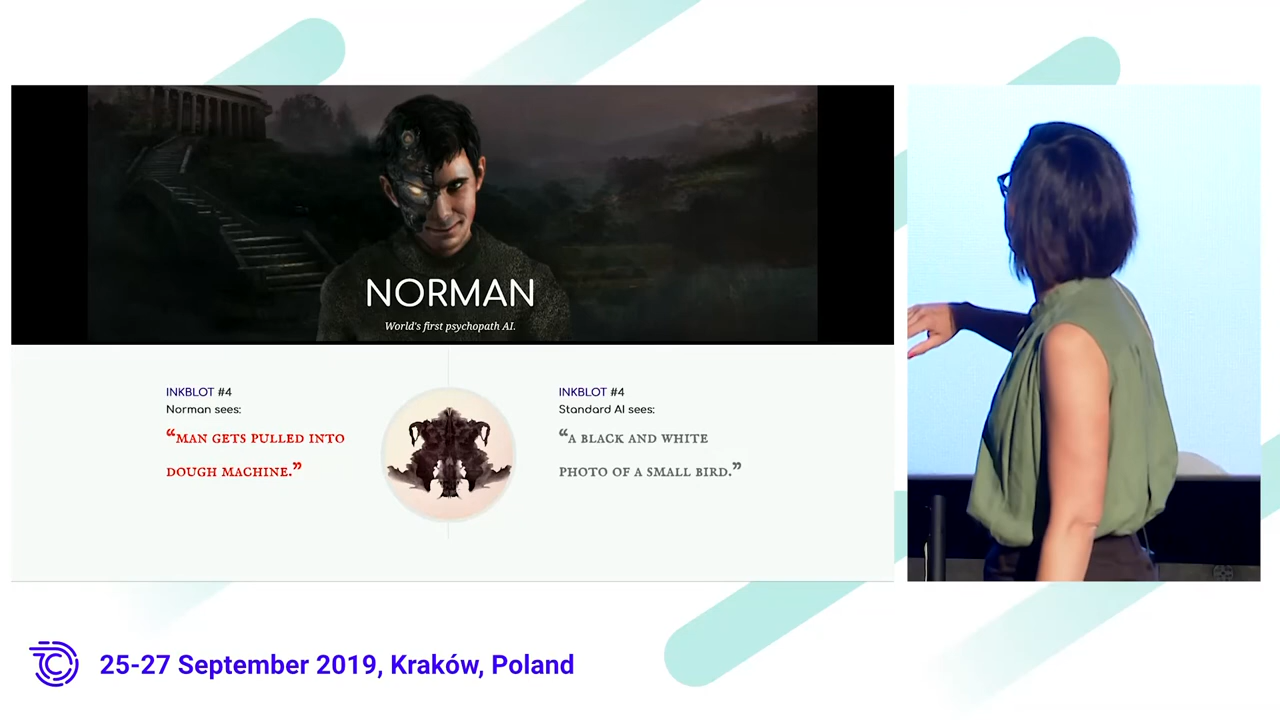 NORMAN
World's first psychopath AI.
INKBLOT #4
Norman sees:
“MAN GETS PULLED INTO
DOUGH MACHINE.”
INKBLOT #4
Standard AI sees:
“A BLACK AND WHITE
PHOTO OF A SMALL BIRD.”
25-27 September 2019, Kraków, Poland